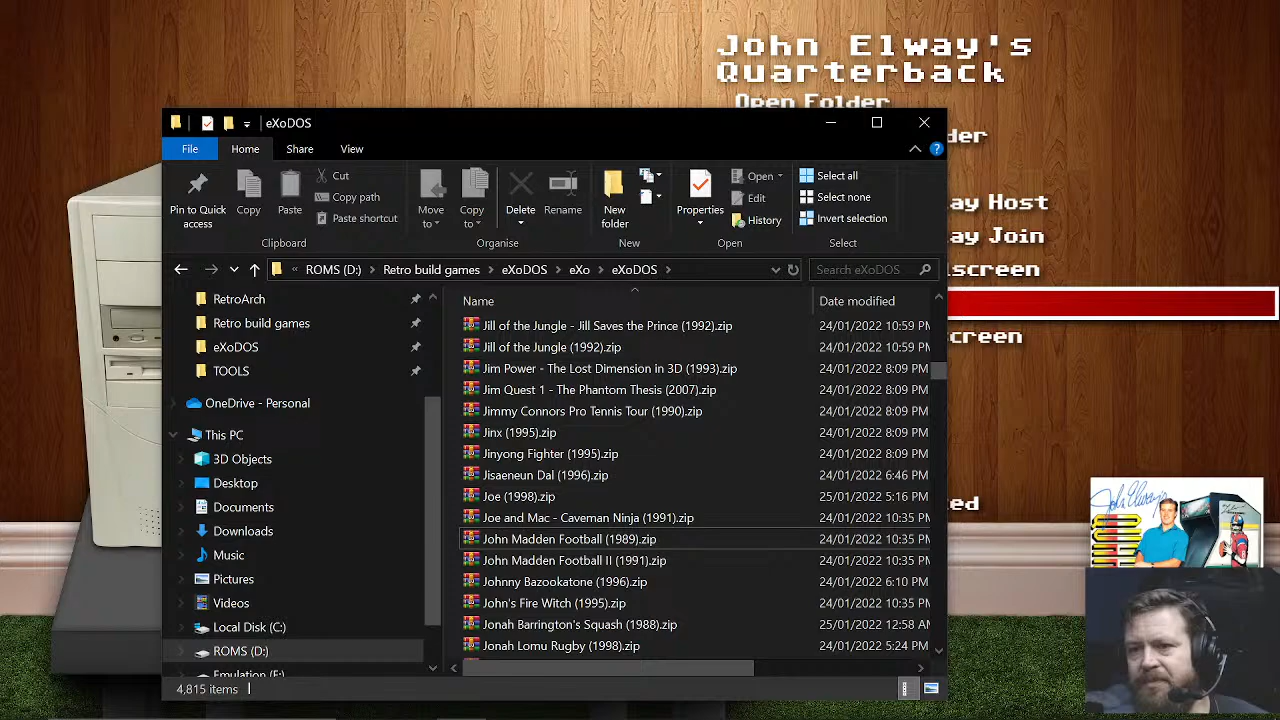 John Elway's
Quarterback
Open Folder
der
ay Host
ay Join
screen
creen
ed
eXoDOS
File
Home
Share
View
Pin to Quick
access
Copy
Paste
Cut
Copy path
Paste shortcut
Clipboard
Move
to
Copy
to
Delete
Rename
Organise
New
folder
New
Properties
Open
Edit
History
Open
Select all
Select none
Invert selection
Select
« ROMS (D:) > Retro build games > eXoDOS > eXo > eXoDOS >
Search eXoDOS
RetroArch
Retro build games
eXoDOS
TOOLS
OneDrive - Personal
This PC
3D Objects
Desktop
Documents
Downloads
Music
Pictures
Videos
Local Disk (C:)
ROMS (D:)
Emulation (E:)
Name Date modified
Jill of the Jungle - Jill Saves the Prince (1992).zip 24/01/2022 10:59 PM
Jill of the Jungle (1992).zip 24/01/2022 10:59 PM
Jim Power - The Lost Dimension in 3D (1993).zip 24/01/2022 8:09 PM
Jim Quest 1 - The Phantom Thesis (2007).zip 24/01/2022 8:09 PM
Jimmy Connors Pro Tennis Tour (1990).zip 24/01/2022 8:09 PM
Jinx (1995).zip 24/01/2022 8:09 PM
Jinyong Fighter (1995).zip 24/01/2022 8:09 PM
Jisaeneun Dal (1996).zip 24/01/2022 6:46 PM
Joe (1998).zip 25/01/2022 5:16 PM
Joe and Mac - Caveman Ninja (1991).zip 24/01/2022 10:35 PM
John Madden Football (1989).zip 24/01/2022 10:35 PM
John Madden Football II (1991).zip 24/01/2022 10:35 PM
Johnny Bazookatone (1996).zip 24/01/2022 6:10 PM
John's Fire Witch (1995).zip 24/01/2022 10:35 PM
Jonah Barrington's Squash (1988).zip 25/01/2022 12:58 AM
Jonah Lomu Rugby (1998).zip 24/01/2022 5:24 PM
4,815 items